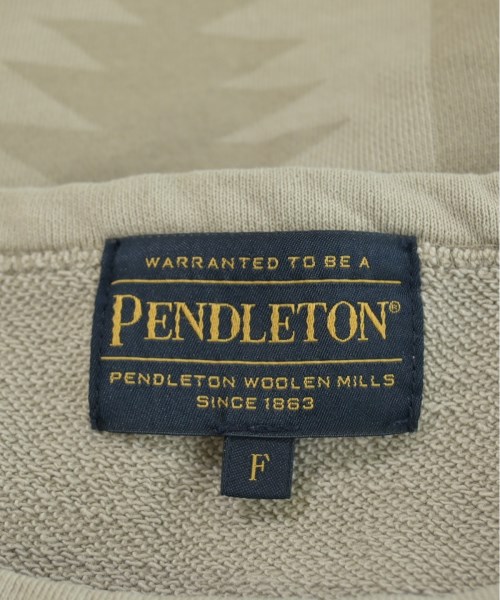 WARRANTED TO BE A
PENDLETON®
PENDLETON WOOLEN MILLS
SINCE 1863
F